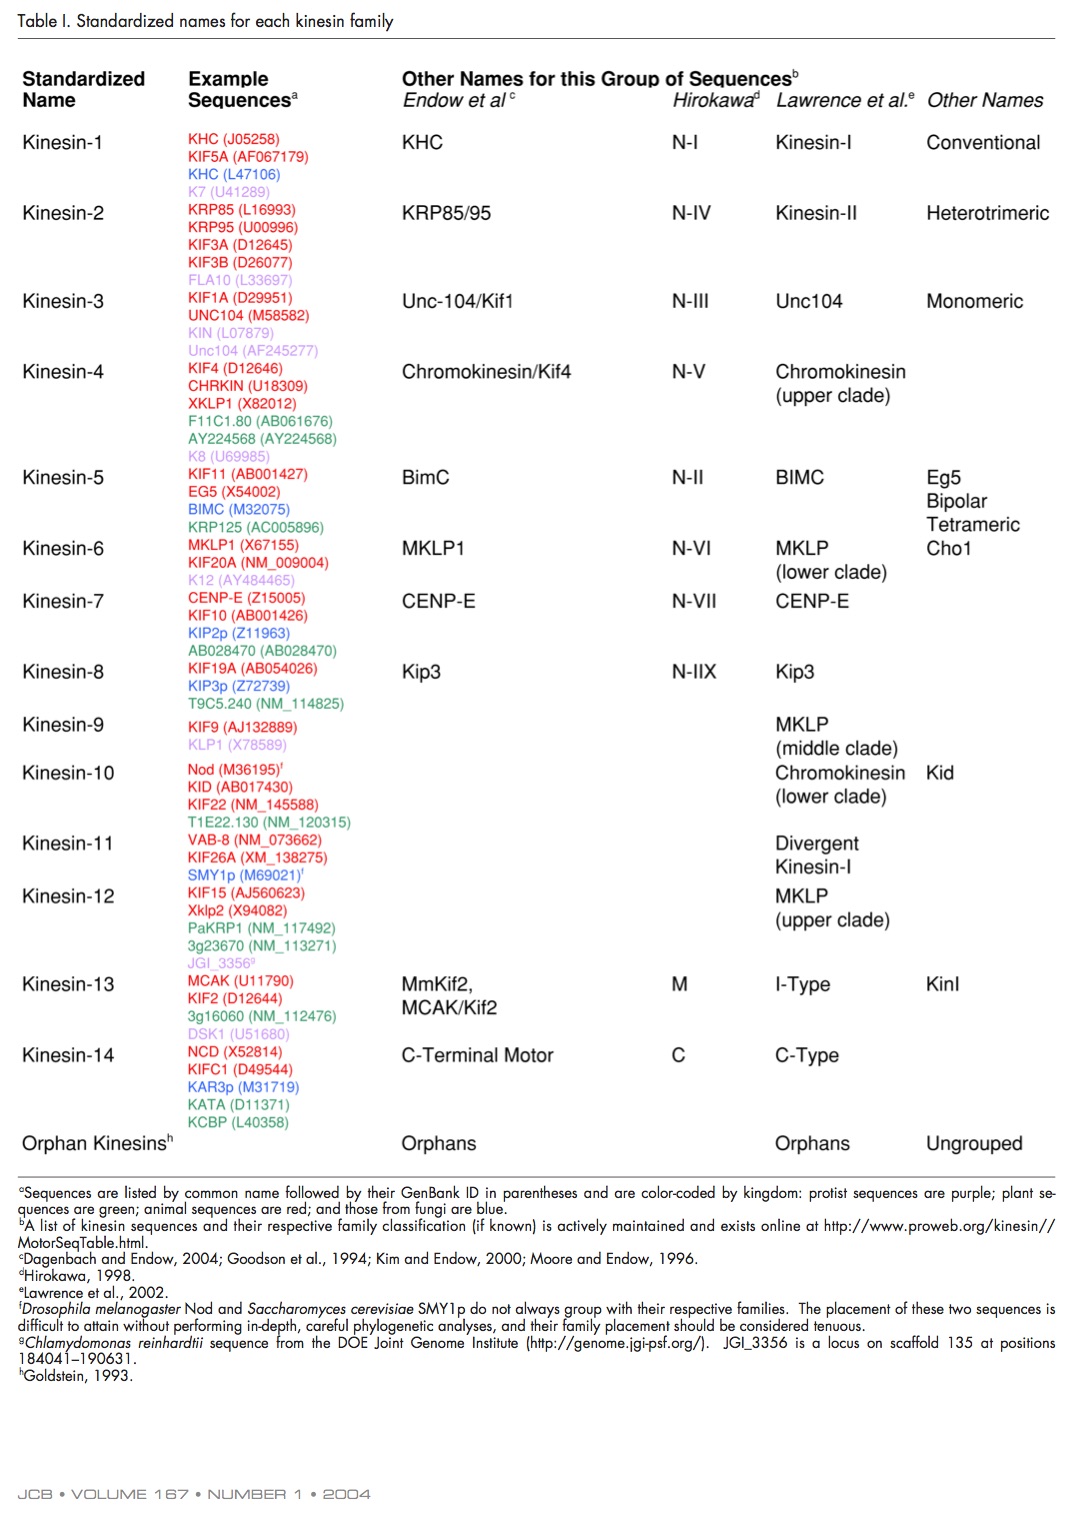 Table I. Standardized names for each kinesin family
Standardized Name Example Sequencesa Other Names for this Group of Sequencesb
Endow et al c Hirokawad Lawrence et al.e Other Names
Kinesin-1 KHC (J05258) KHC N-I Kinesin-I Conventional
KIF5A (AF067179)
KHC (L47106)
K7 (U41289)
Kinesin-2 KRP85 (L16993) KRP85/95 N-IV Kinesin-II Heterotrimeric
KRP95 (U00996)
KIF3A (D12645)
KIF3B (D26077)
FLA10 (L33697)
Kinesin-3 KIF1A (D29951) Unc-104/Kif1 N-III Unc104 Monomeric
UNC104 (M58582)
KIN (L07879)
Unc104 (AF245277)
Kinesin-4 KIF4 (D12646) Chromokinesin/Kif4 N-V Chromokinesin
CHRKIN (U18309) (upper clade)
XKLP1 (X82012)
F11C1.80 (AB061676)
AY224568 (AY224568)
K8 (U69985)
Kinesin-5 KIF11 (AB001427) BimC N-II BIMC Eg5
EG5 (X54002) Bipolar
BIMC (M32075) Tetrameric
KRP125 (AC005896)
Kinesin-6 MKLP1 (X67155) MKLP1 N-VI MKLP Cho1
KIF20A (NM_009004) (lower clade)
K12 (AY484465)
Kinesin-7 CENP-E (Z15005) CENP-E N-VII CENP-E
KIF10 (AB001426)
KIP2p (Z11963)
AB028470 (AB028470)
Kinesin-8 KIF19A (AB054026) Kip3 N-IIX Kip3
KIP3p (Z72739)
T9C5.240 (NM_114825)
Kinesin-9 KIF9 (AJ132889) MKLP
KLP1 (X78589) (middle clade)
Kinesin-10 Nod (M36195)f Chromokinesin Kid
KID (AB017430) (lower clade)
KIF22 (NM_145588)
T1E22.130 (NM_120315)
Kinesin-11 VAB-8 (NM_073662) Divergent
KIF26A (XM_138275) Kinesin-I
SMY1p (M69021)f
Kinesin-12 KIF15 (AJ560623) MKLP
Xklp2 (X94082) (upper clade)
PaKRP1 (NM_117492)
3g23670 (NM_113271)
JGI_3356g
Kinesin-13 MCAK (U11790) MmKif2, M I-Type KinI
KIF2 (D12644) MCAK/Kif2
3g16060 (NM_112476)
DSK1 (U51680)
Kinesin-14 NCD (X52814) C-Terminal Motor C C-Type
KIFC1 (D49544)
KAR3p (M31719)
KATA (D11371)
KCBP (L40358)
Orphan Kinesinsh Orphans Orphans Ungrouped
aSequences are listed by common name followed by their GenBank ID in parentheses and are color-coded by kingdom: protist sequences are purple; plant se-
quences are green; animal sequences are red; and those from fungi are blue.
bA list of kinesin sequences and their respective family classification (if known) is actively maintained and exists online at http://www.proweb.org/kinesin//
MotorSeqTable.html.
cDagenbach and Endow, 2004; Goodson et al., 1994; Kim and Endow, 2000; Moore and Endow, 1996.
dHirokawa, 1998.
eLawrence et al., 2002.
fDrosophila melanogaster Nod and Saccharomyces cerevisiae SMY1p do not always group with their respective families. The placement of these two sequences is
difficult to attain without performing in-depth, careful phylogenetic analyses, and their family placement should be considered tenuous.
gChlamydomonas reinhardtii sequence from the DOE Joint Genome Institute (http://genome.jgi-psf.org/). JGI_3356 is a locus on scaffold 135 at positions
184041–190631.
hGoldstein, 1993.
JCB • VOLUME 167 • NUMBER 1 • 2004